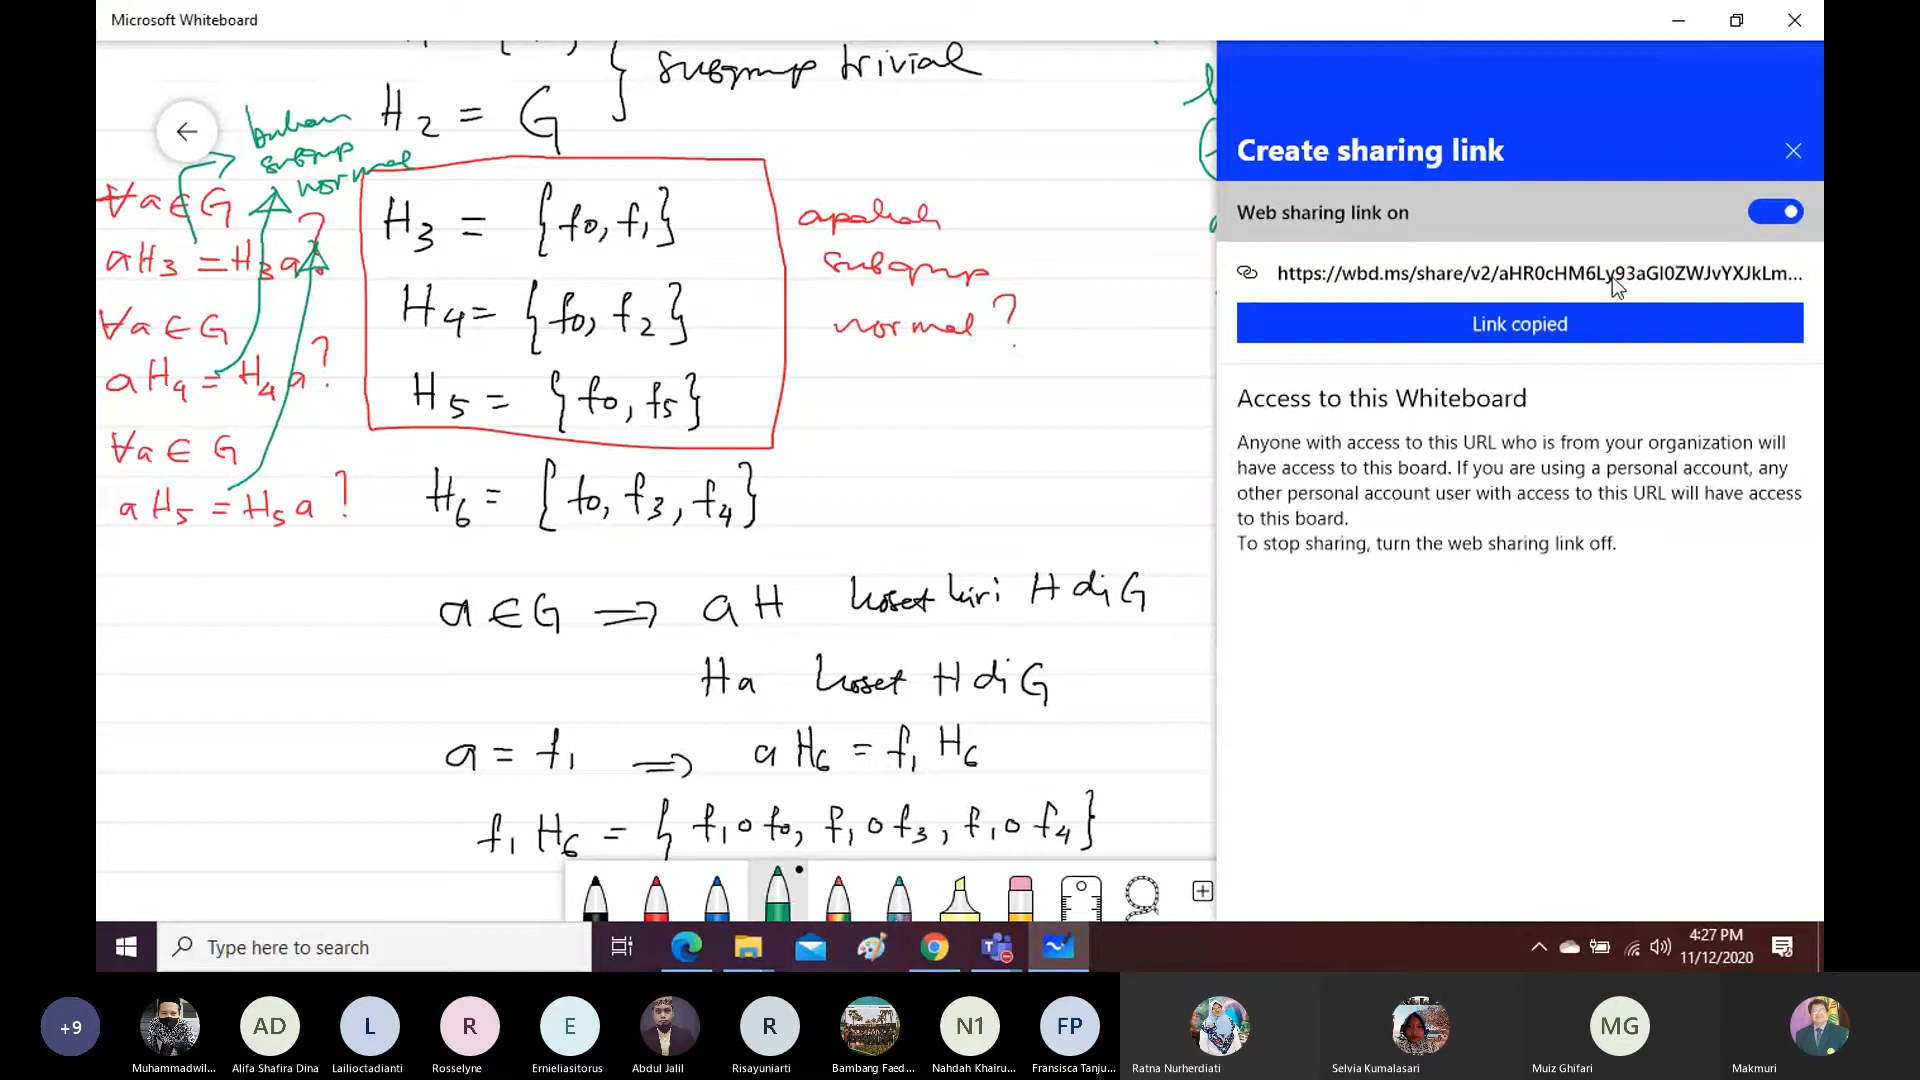 Microsoft Whiteboard
subgrup trivial
H2 = G
bukan
subgrup
normal
∀a ∈ G
aH3 = H3a?
∀a ∈ G
aH4 = H4a?
∀a ∈ G
aH5 = H5a?
H3 = {f0, f1}
H4 = {f0, f2}
H5 = {f0, f5}
apakah
subgrup
normal?
H6 = {f0, f3, f4}
a ∈ G ⟹ aH koset kiri H di G
Ha koset H di G
a = f1 ⟹ aH6 = f1 H6
f1 H6 = { f1 o f0, f1 o f3, f1 o f4}
Create sharing link
Web sharing link on
https://wbd.ms/share/v2/aHR0cHM6Ly93aGl0ZWJvYXJkLm...
Link copied
Access to this Whiteboard
Anyone with access to this URL who is from your organization will
have access to this board. If you are using a personal account, any
other personal account user with access to this URL will have access
to this board.
To stop sharing, turn the web sharing link off.
Type here to search
4:27 PM
11/12/2020
+9
AD
L
R
E
R
N1
FP
MG
Muhammadwil...
Alifa Shafira Dina
Lailioctadianti
Rosselyne
Ernieliasitorus
Abdul Jalil
Risayuniarti
Bambang Faed...
Nahdah Khairu...
Fransisca Tanju...
Ratna Nurherdiati
Selvia Kumalasari
Muiz Ghifari
Makmuri